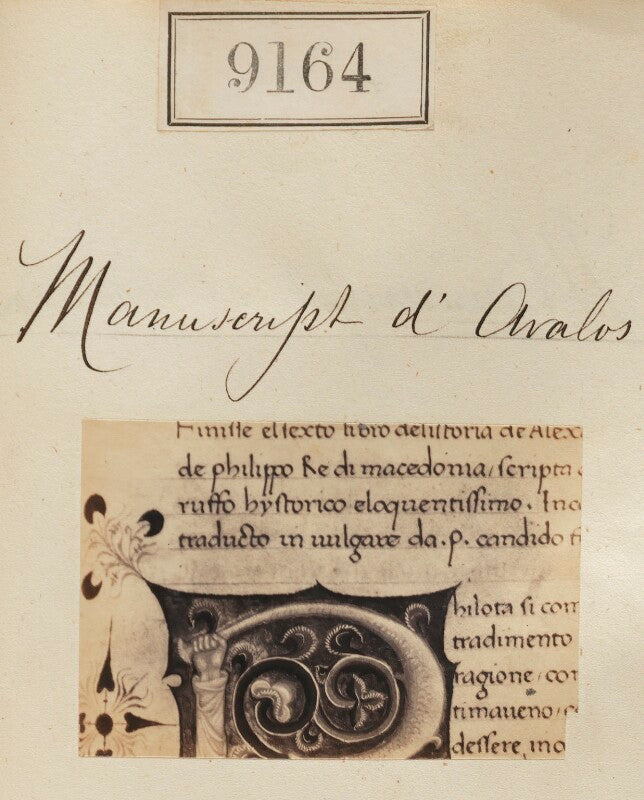 9164
Manuscript d' Avalos
Finisse el sexto libro delistoria de Alex
de philippo Re di macedonia, scripta
ruffo hystorico eloquentissimo. Inc
traducto in uulgare da .p. candido
hilota si com
tradimento
ragione, con
timaueno,
dessere, ino